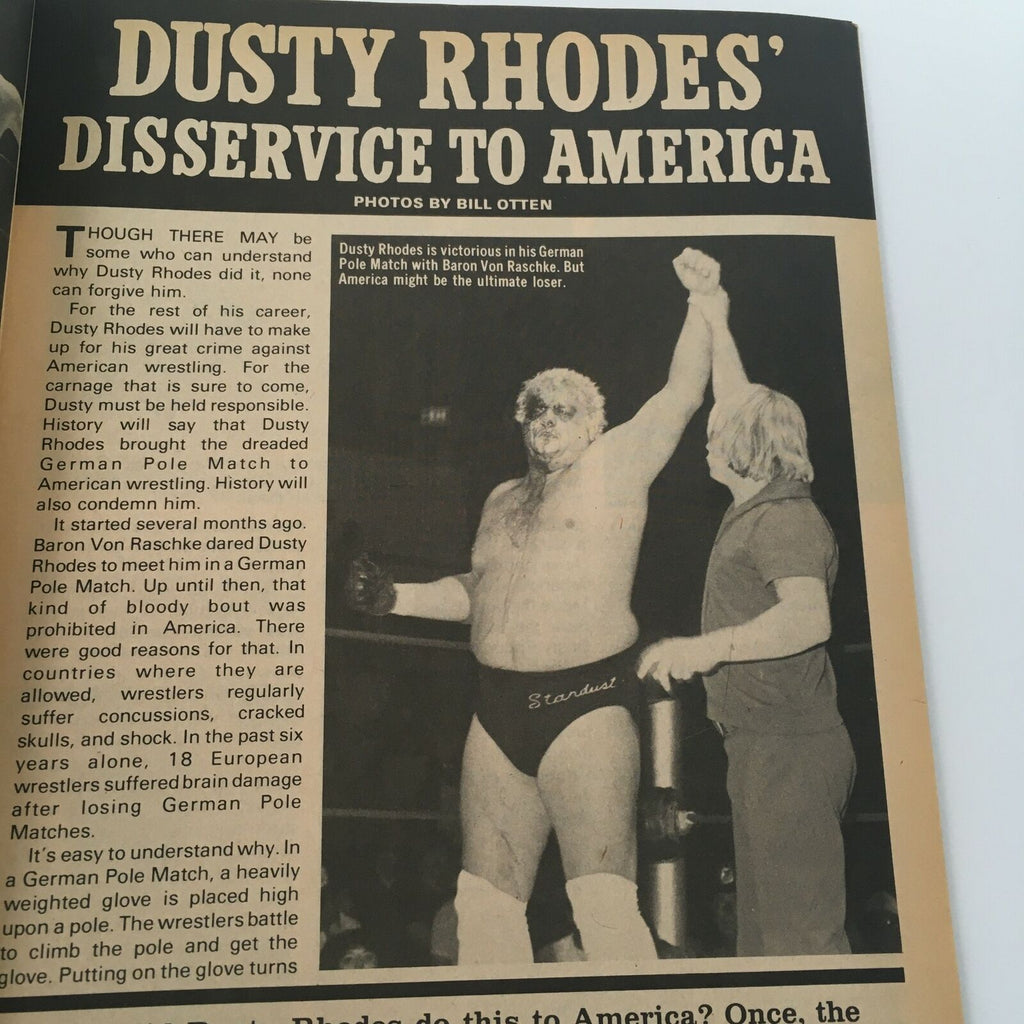 DUSTY RHODES'
DISSERVICE TO AMERICA
PHOTOS BY BILL OTTEN
THOUGH THERE MAY be
some who can understand
why Dusty Rhodes did it, none
can forgive him.
For the rest of his career,
Dusty Rhodes will have to make
up for his great crime against
American wrestling. For the
carnage that is sure to come,
Dusty must be held responsible.
History will say that Dusty
Rhodes brought the dreaded
German Pole Match to
American wrestling. History will
also condemn him.
It started several months ago.
Baron Von Raschke dared Dusty
Rhodes to meet him in a German
Pole Match. Up until then, that
kind of bloody bout was
prohibited in America. There
were good reasons for that. In
countries where they are
allowed, wrestlers regularly
suffer concussions, cracked
skulls, and shock. In the past six
years alone, 18 European
wrestlers suffered brain damage
after losing German Pole
Matches.
It's easy to understand why. In
a German Pole Match, a heavily
weighted glove is placed high
upon a pole. The wrestlers battle
to climb the pole and get the
glove. Putting on the glove turns
Dusty Rhodes is victorious in his German
Pole Match with Baron Von Raschke. But
America might be the ultimate loser.
Stardust
Dusty Rhodes do this to America? Once, the